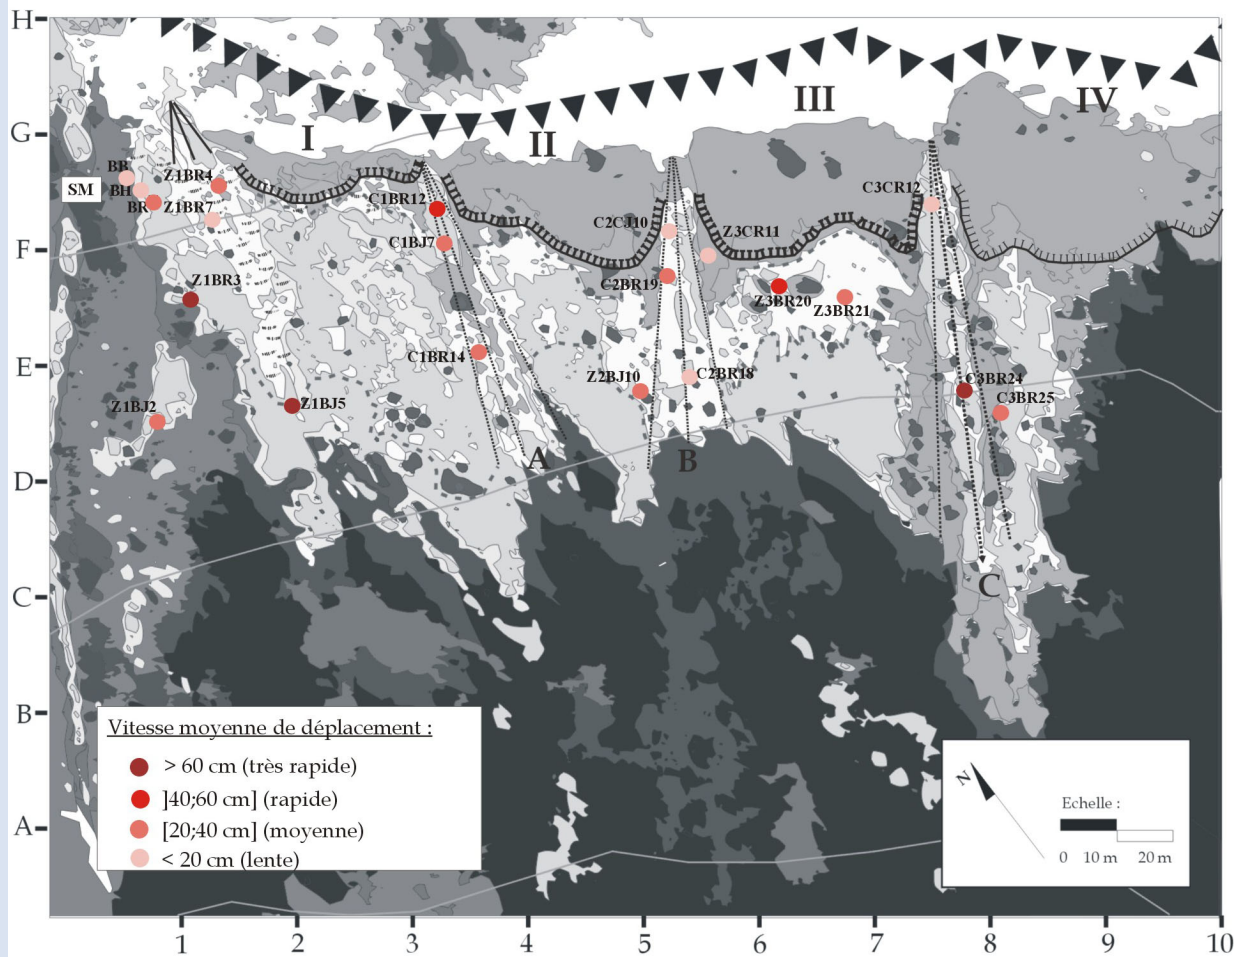 H
G
F
E
D
C
B
A
I
II
III
IV
SM
BB
BH
BR
Z1BR4
Z1BR7
Z1BR3
Z1BJ2
Z1BJ5
C1BR12
C1BJ7
C1BR14
A
C2CJ10
Z3CR11
C2BR19
Z2BJ10
C2BR18
B
Z3BR20
Z3BR21
C3CR12
C3BR24
C3BR25
C
Vitesse moyenne de déplacement :
> 60 cm (très rapide)
]40;60 cm] (rapide)
[20;40 cm] (moyenne)
< 20 cm (lente)
N
Echelle :
0 10 m 20 m
1 2 3 4 5 6 7 8 9 10